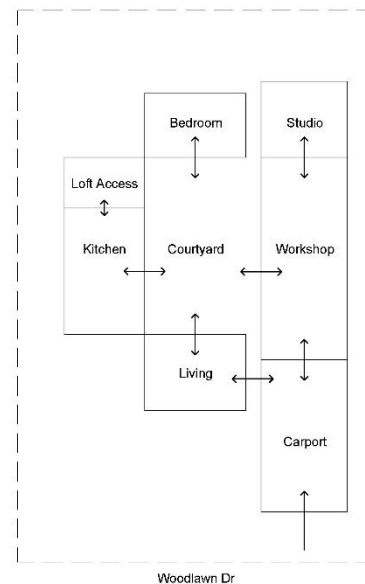 Bedroom
Studio
Loft Access
Kitchen
Courtyard
Workshop
Living
Carport
Woodlawn Dr